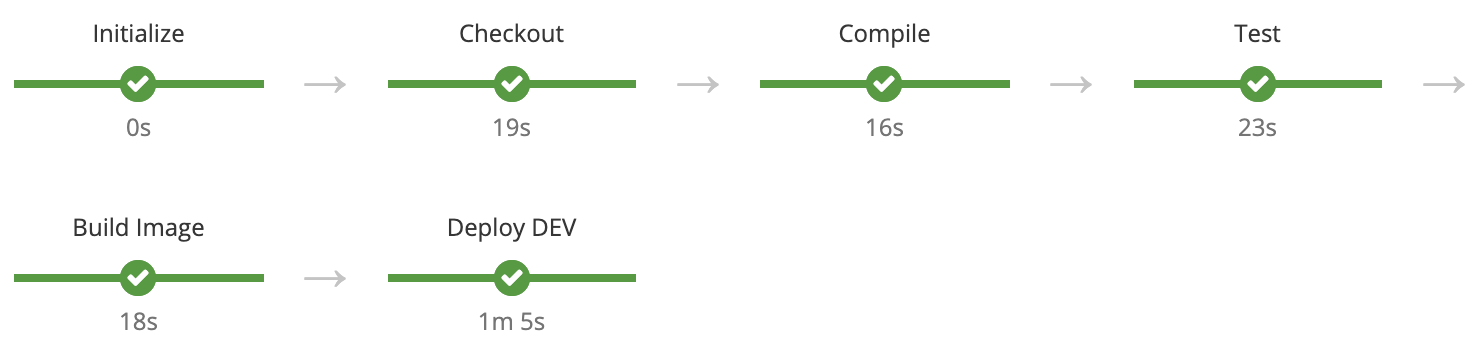 Initialize
Checkout
Compile
Test
0s
19s
16s
23s
Build Image
Deploy DEV
18s
1m 5s